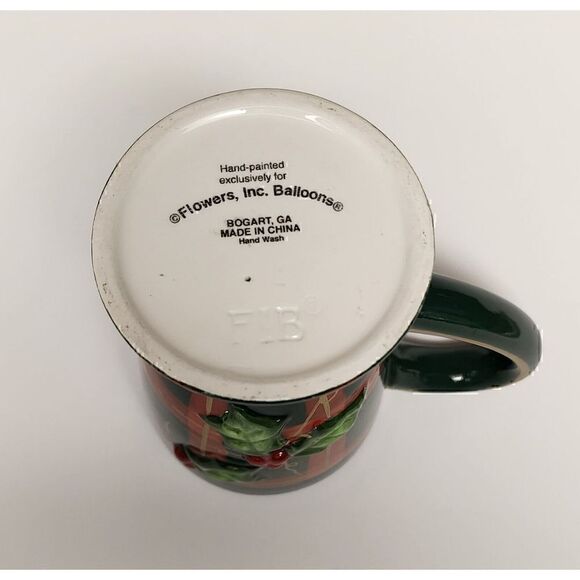 Hand-painted
exclusively for
©Flowers, Inc. Balloons®
BOGART, GA
MADE IN CHINA
Hand Wash
FIB©